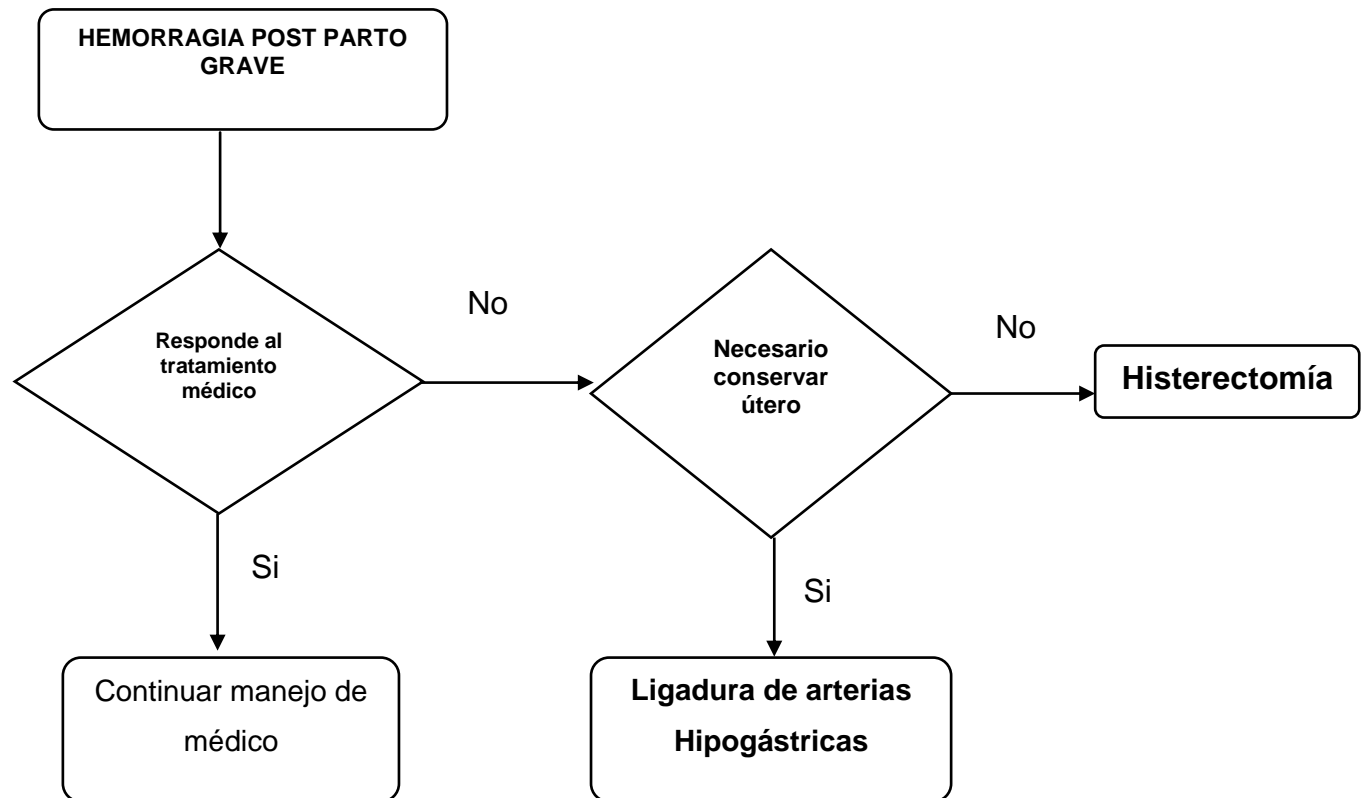 HEMORRAGIA POST PARTO
GRAVE
Responde al
tratamiento
médico
No
Necesario
conservar
útero
No
Histerectomía
Si
Si
Continuar manejo de
médico
Ligadura de arterias
Hipogástricas